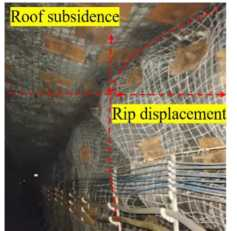 Roof subsidence
Rip displacement